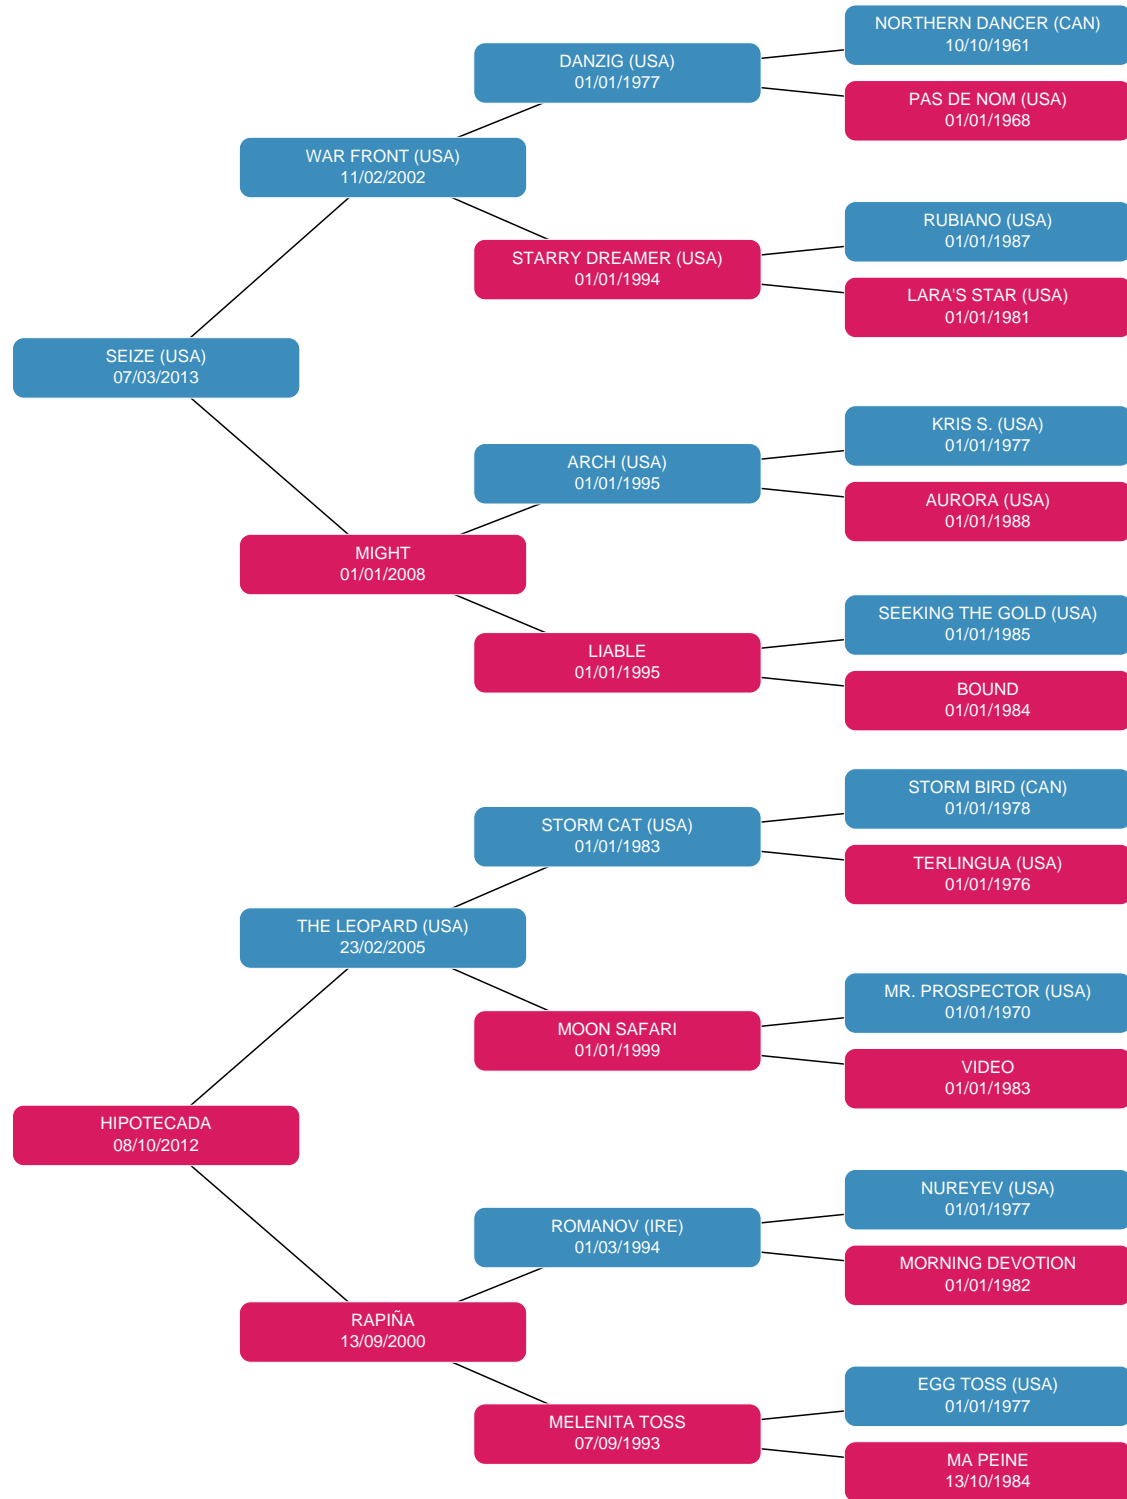 NORTHERN DANCER (CAN)
10/10/1961
DANZIG (USA)
01/01/1977
PAS DE NOM (USA)
01/01/1968
WAR FRONT (USA)
11/02/2002
RUBIANO (USA)
01/01/1987
STARRY DREAMER (USA)
01/01/1994
LARA'S STAR (USA)
01/01/1981
SEIZE (USA)
07/03/2013
KRIS S. (USA)
01/01/1977
ARCH (USA)
01/01/1995
AURORA (USA)
01/01/1988
MIGHT
01/01/2008
SEEKING THE GOLD (USA)
01/01/1985
LIABLE
01/01/1995
BOUND
01/01/1984
STORM BIRD (CAN)
01/01/1978
STORM CAT (USA)
01/01/1983
TERLINGUA (USA)
01/01/1976
THE LEOPARD (USA)
23/02/2005
MR. PROSPECTOR (USA)
01/01/1970
MOON SAFARI
01/01/1999
VIDEO
01/01/1983
HIPOTECADA
08/10/2012
NUREYEV (USA)
01/01/1977
ROMANOV (IRE)
01/03/1994
MORNING DEVOTION
01/01/1982
RAPIÑA
13/09/2000
EGG TOSS (USA)
01/01/1977
MELENITA TOSS
07/09/1993
MA PEINE
13/10/1984